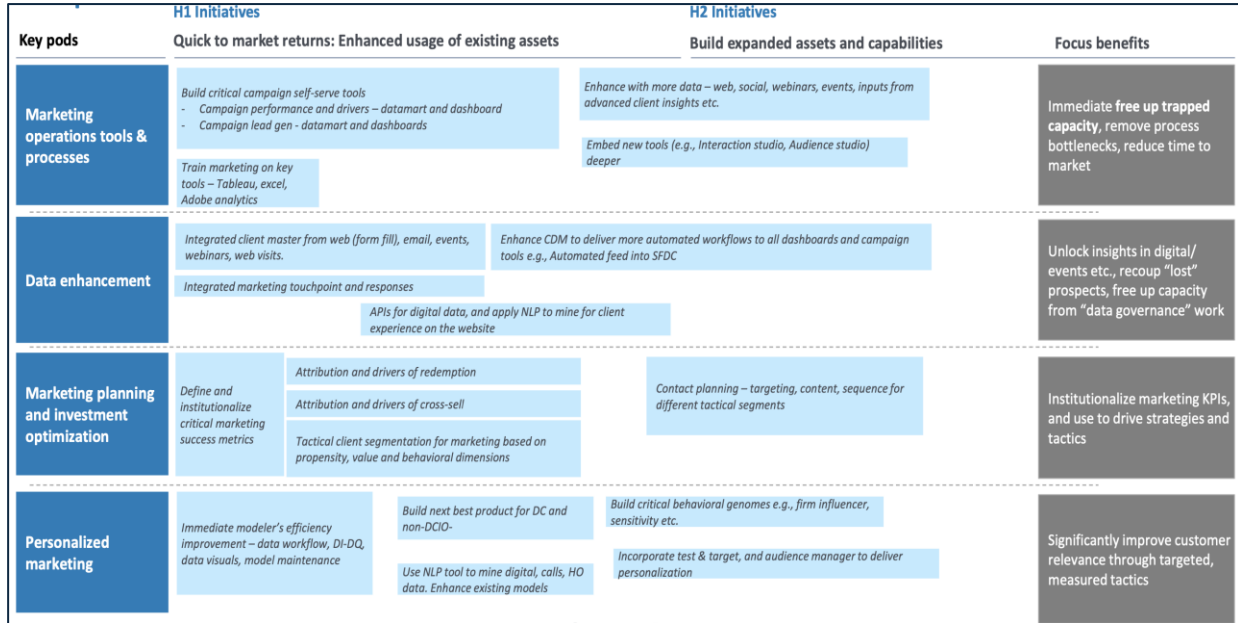 H1 Initiatives
H2 Initiatives
Key pods
Quick to market returns: Enhanced usage of existing assets
Build expanded assets and capabilities
Focus benefits
Marketing
operations tools &
processes
Build critical campaign self-serve tools
- Campaign performance and drivers – datamart and dashboard
- Campaign lead gen - datamart and dashboards
Train marketing on key
tools – Tableau, excel,
Adobe analytics
Enhance with more data – web, social, webinars, events, inputs from
advanced client insights etc.
Embed new tools (e.g., Interaction studio, Audience studio)
deeper
Immediate free up trapped
capacity, remove process
bottlenecks, reduce time to
market
Data enhancement
Integrated client master from web (form fill), email, events,
webinars, web visits.
Integrated marketing touchpoint and responses
Enhance CDM to deliver more automated workflows to all dashboards and campaign
tools e.g., Automated feed into SFDC
APIs for digital data, and apply NLP to mine for client
experience on the website
Unlock insights in digital/
events etc., recoup “lost”
prospects, free up capacity
from “data governance” work
Marketing planning
and investment
optimization
Define and
institutionalize
critical marketing
success metrics
Attribution and drivers of redemption
Attribution and drivers of cross-sell
Tactical client segmentation for marketing based on
propensity, value and behavioral dimensions
Contact planning – targeting, content, sequence for
different tactical segments
Institutionalize marketing KPIs,
and use to drive strategies and
tactics
Personalized
marketing
Immediate modeler’s efficiency
improvement – data workflow, DI-DQ,
data visuals, model maintenance
Build next best product for DC and
non-DCIO-
Use NLP tool to mine digital, calls, HO
data. Enhance existing models
Build critical behavioral genomes e.g., firm influencer,
sensitivity etc.
Incorporate test & target, and audience manager to deliver
personalization
Significantly improve customer
relevance through targeted,
measured tactics